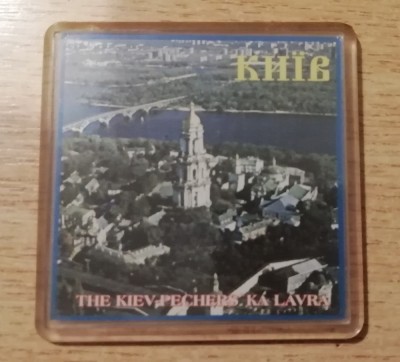 Київ
THE KIEV-PECHERS KA LAVRA